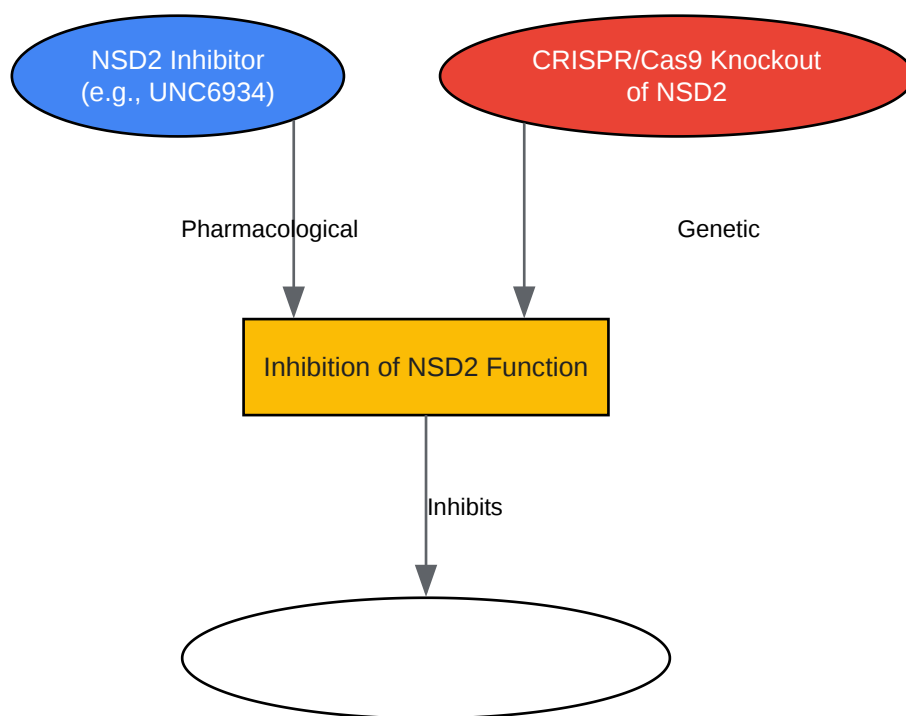 NSD2 Inhibitor
(e.g., UNC6934)
CRISPR/Cas9 Knockout
of NSD2
Pharmacological
Genetic
Inhibition of NSD2 Function
Inhibits